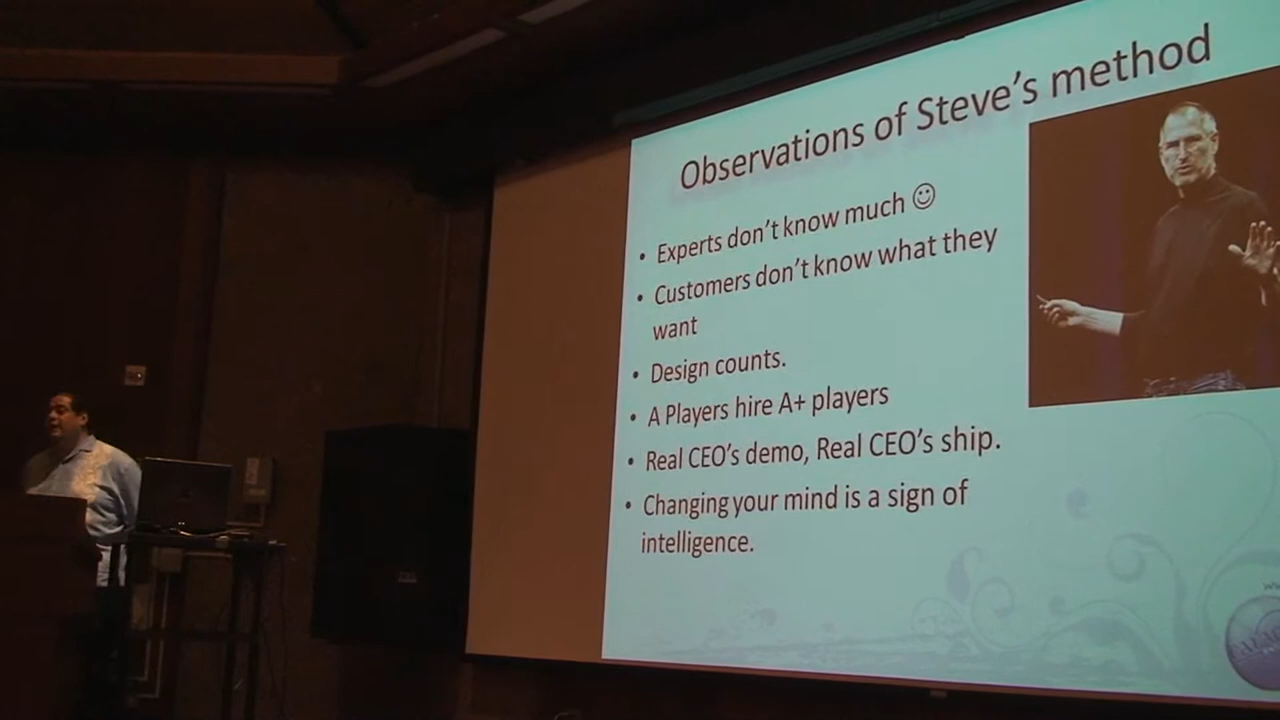 Observations of Steve's method
• Experts don't know much ☺
• Customers don't know what they
want
• Design counts.
• A Players hire A+ players
• Real CEO's demo, Real CEO's ship.
• Changing your mind is a sign of
intelligence.